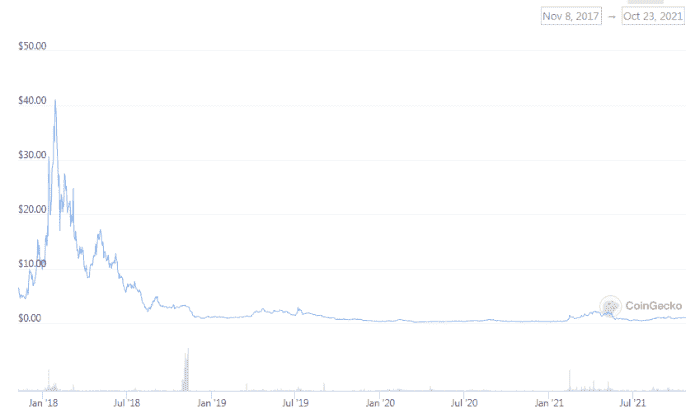 Nov 8, 2017 → Oct 23, 2021
$50.00
$40.00
$30.00
$20.00
$10.00
$0.00
CoinGecko
Jan '18 Jul '18 Jan '19 Jul '19 Jan '20 Jul '20 Jan '21 Jul '21